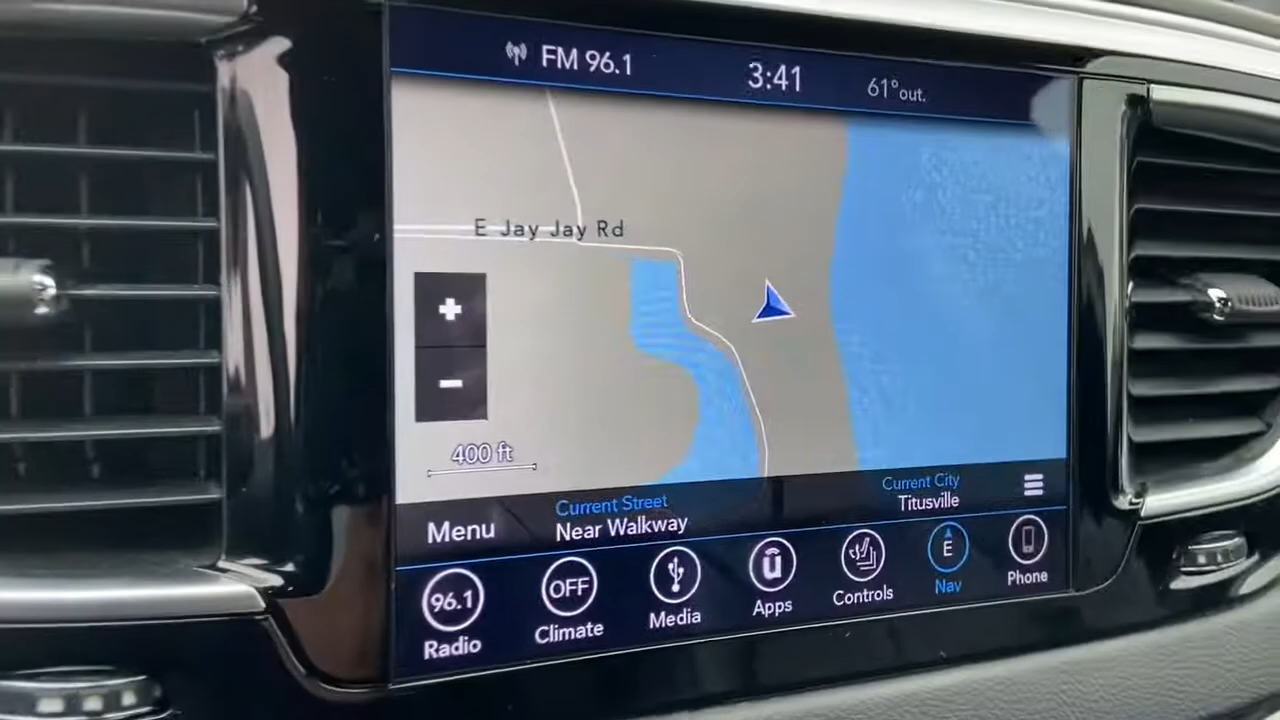 FM 96.1
3:41
61°out.
E Jay Jay Rd
400 ft
Menu
Current Street
Near Walkway
Current City
Titusville
96.1
Radio
OFF
Climate
Media
u
Apps
Controls
E
Nav
Phone